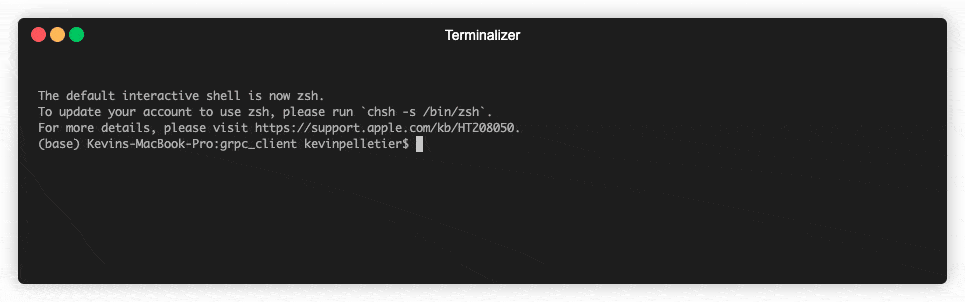 Terminalizer
The default interactive shell is now zsh.
To update your account to use zsh, please run `chsh -s /bin/zsh`.
For more details, please visit https://support.apple.com/kb/HT208050.
(base) Kevins-MacBook-Pro:grpc_client kevinpelletier$